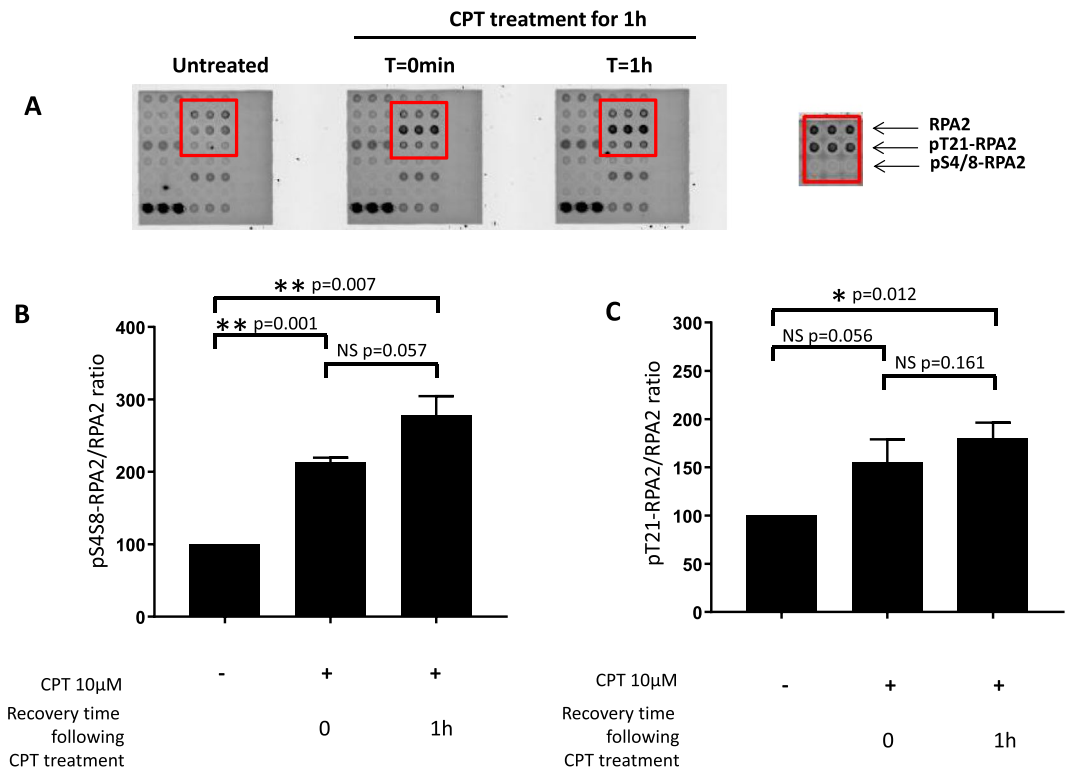 CPT treatment for 1h
Untreated
T=0min
T=1h
A
RPA2
pT21-RPA2
pS4/8-RPA2
B
** p=0.007
** p=0.001
NS p=0.057
400
300
200
100
0
pS4S8-RPA2/RPA2 ratio
CPT 10µM
- + +
Recovery time
following
CPT treatment
0 1h
C
* p=0.012
NS p=0.056
NS p=0.161
300
250
200
150
100
50
0
pT21-RPA2/RPA2 ratio
CPT 10µM
- + +
Recovery time
following
CPT treatment
0 1h